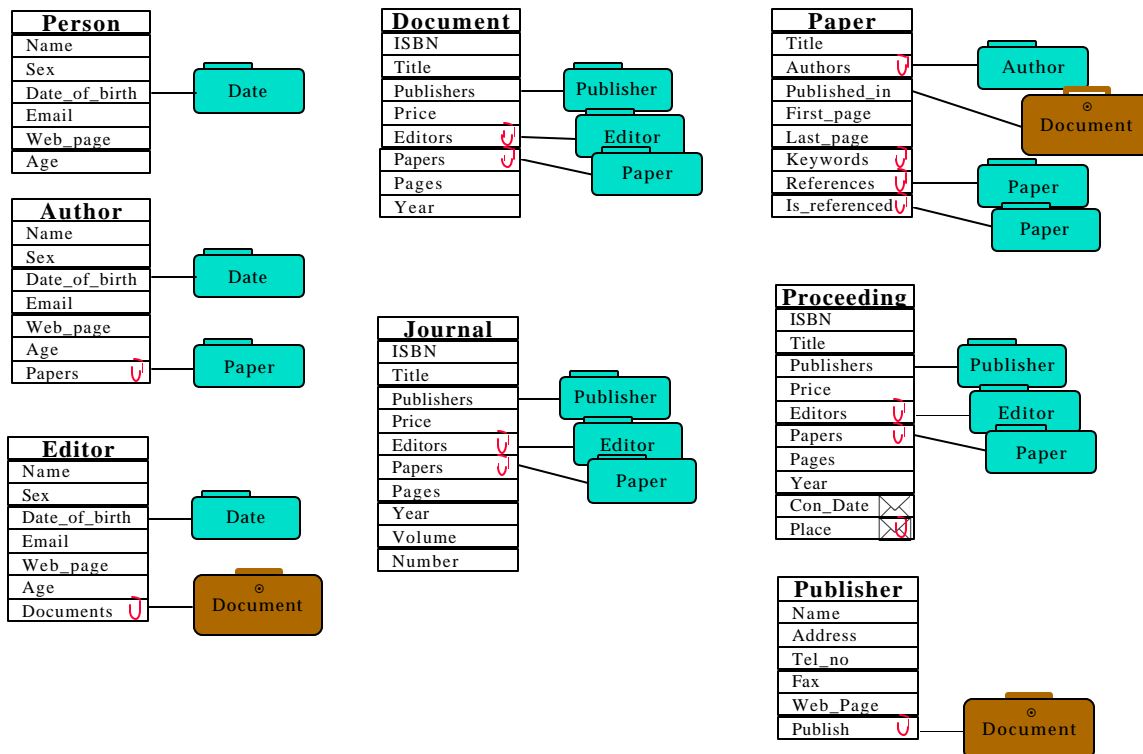 Person
Name
Sex
Date_of_birth
Email
Web_page
Age
Date
Author
Name
Sex
Date_of_birth
Email
Web_page
Age
Papers
Date
Paper
Editor
Name
Sex
Date_of_birth
Email
Web_page
Age
Documents
Date
Document
Document
ISBN
Title
Publishers
Price
Editors
Papers
Pages
Year
Publisher
Editor
Paper
Journal
ISBN
Title
Publishers
Price
Editors
Papers
Pages
Year
Volume
Number
Publisher
Editor
Paper
Paper
Title
Authors
Published_in
First_page
Last_page
Keywords
References
Is_referenced
Author
Document
Paper
Paper
Proceeding
ISBN
Title
Publishers
Price
Editors
Papers
Pages
Year
Con_Date
Place
Publisher
Editor
Paper
Publisher
Name
Address
Tel_no
Fax
Web_Page
Publish
Document